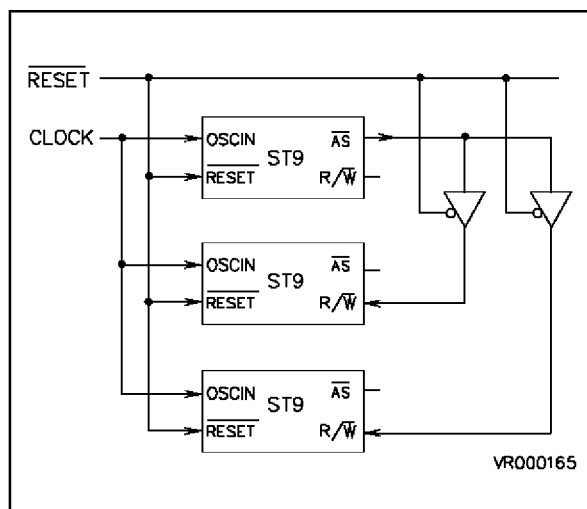 RESET
CLOCK
OSCIN AS
ST9
RESET R/W
OSCIN AS
ST9
RESET R/W
OSCIN AS
ST9
RESET R/W
VR000165